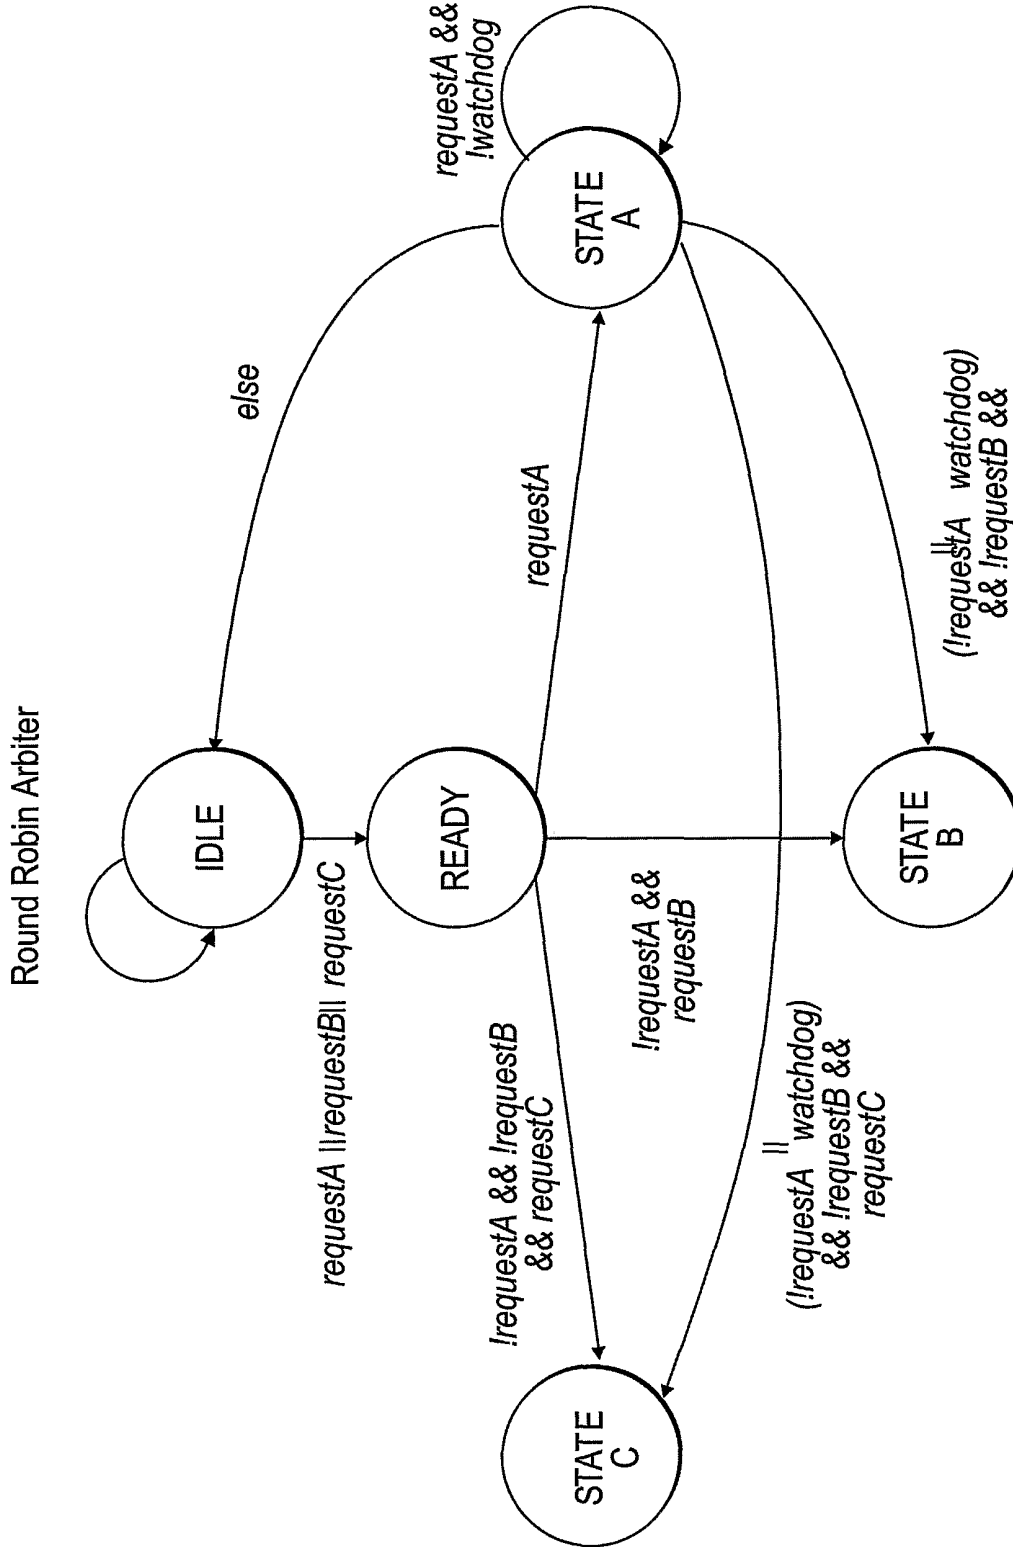 Round Robin Arbiter
IDLE
requestA ||requestB|| requestC
READY
else
requestA &&
!watchdog
STATE
A
requestA
!requestA && !requestB
&& requestC
!requestA &&
requestB
STATE
C
(!requestA || watchdog)
&& !requestB &&
requestC
STATE
B
(!requestA || watchdog)
&& !requestB &&